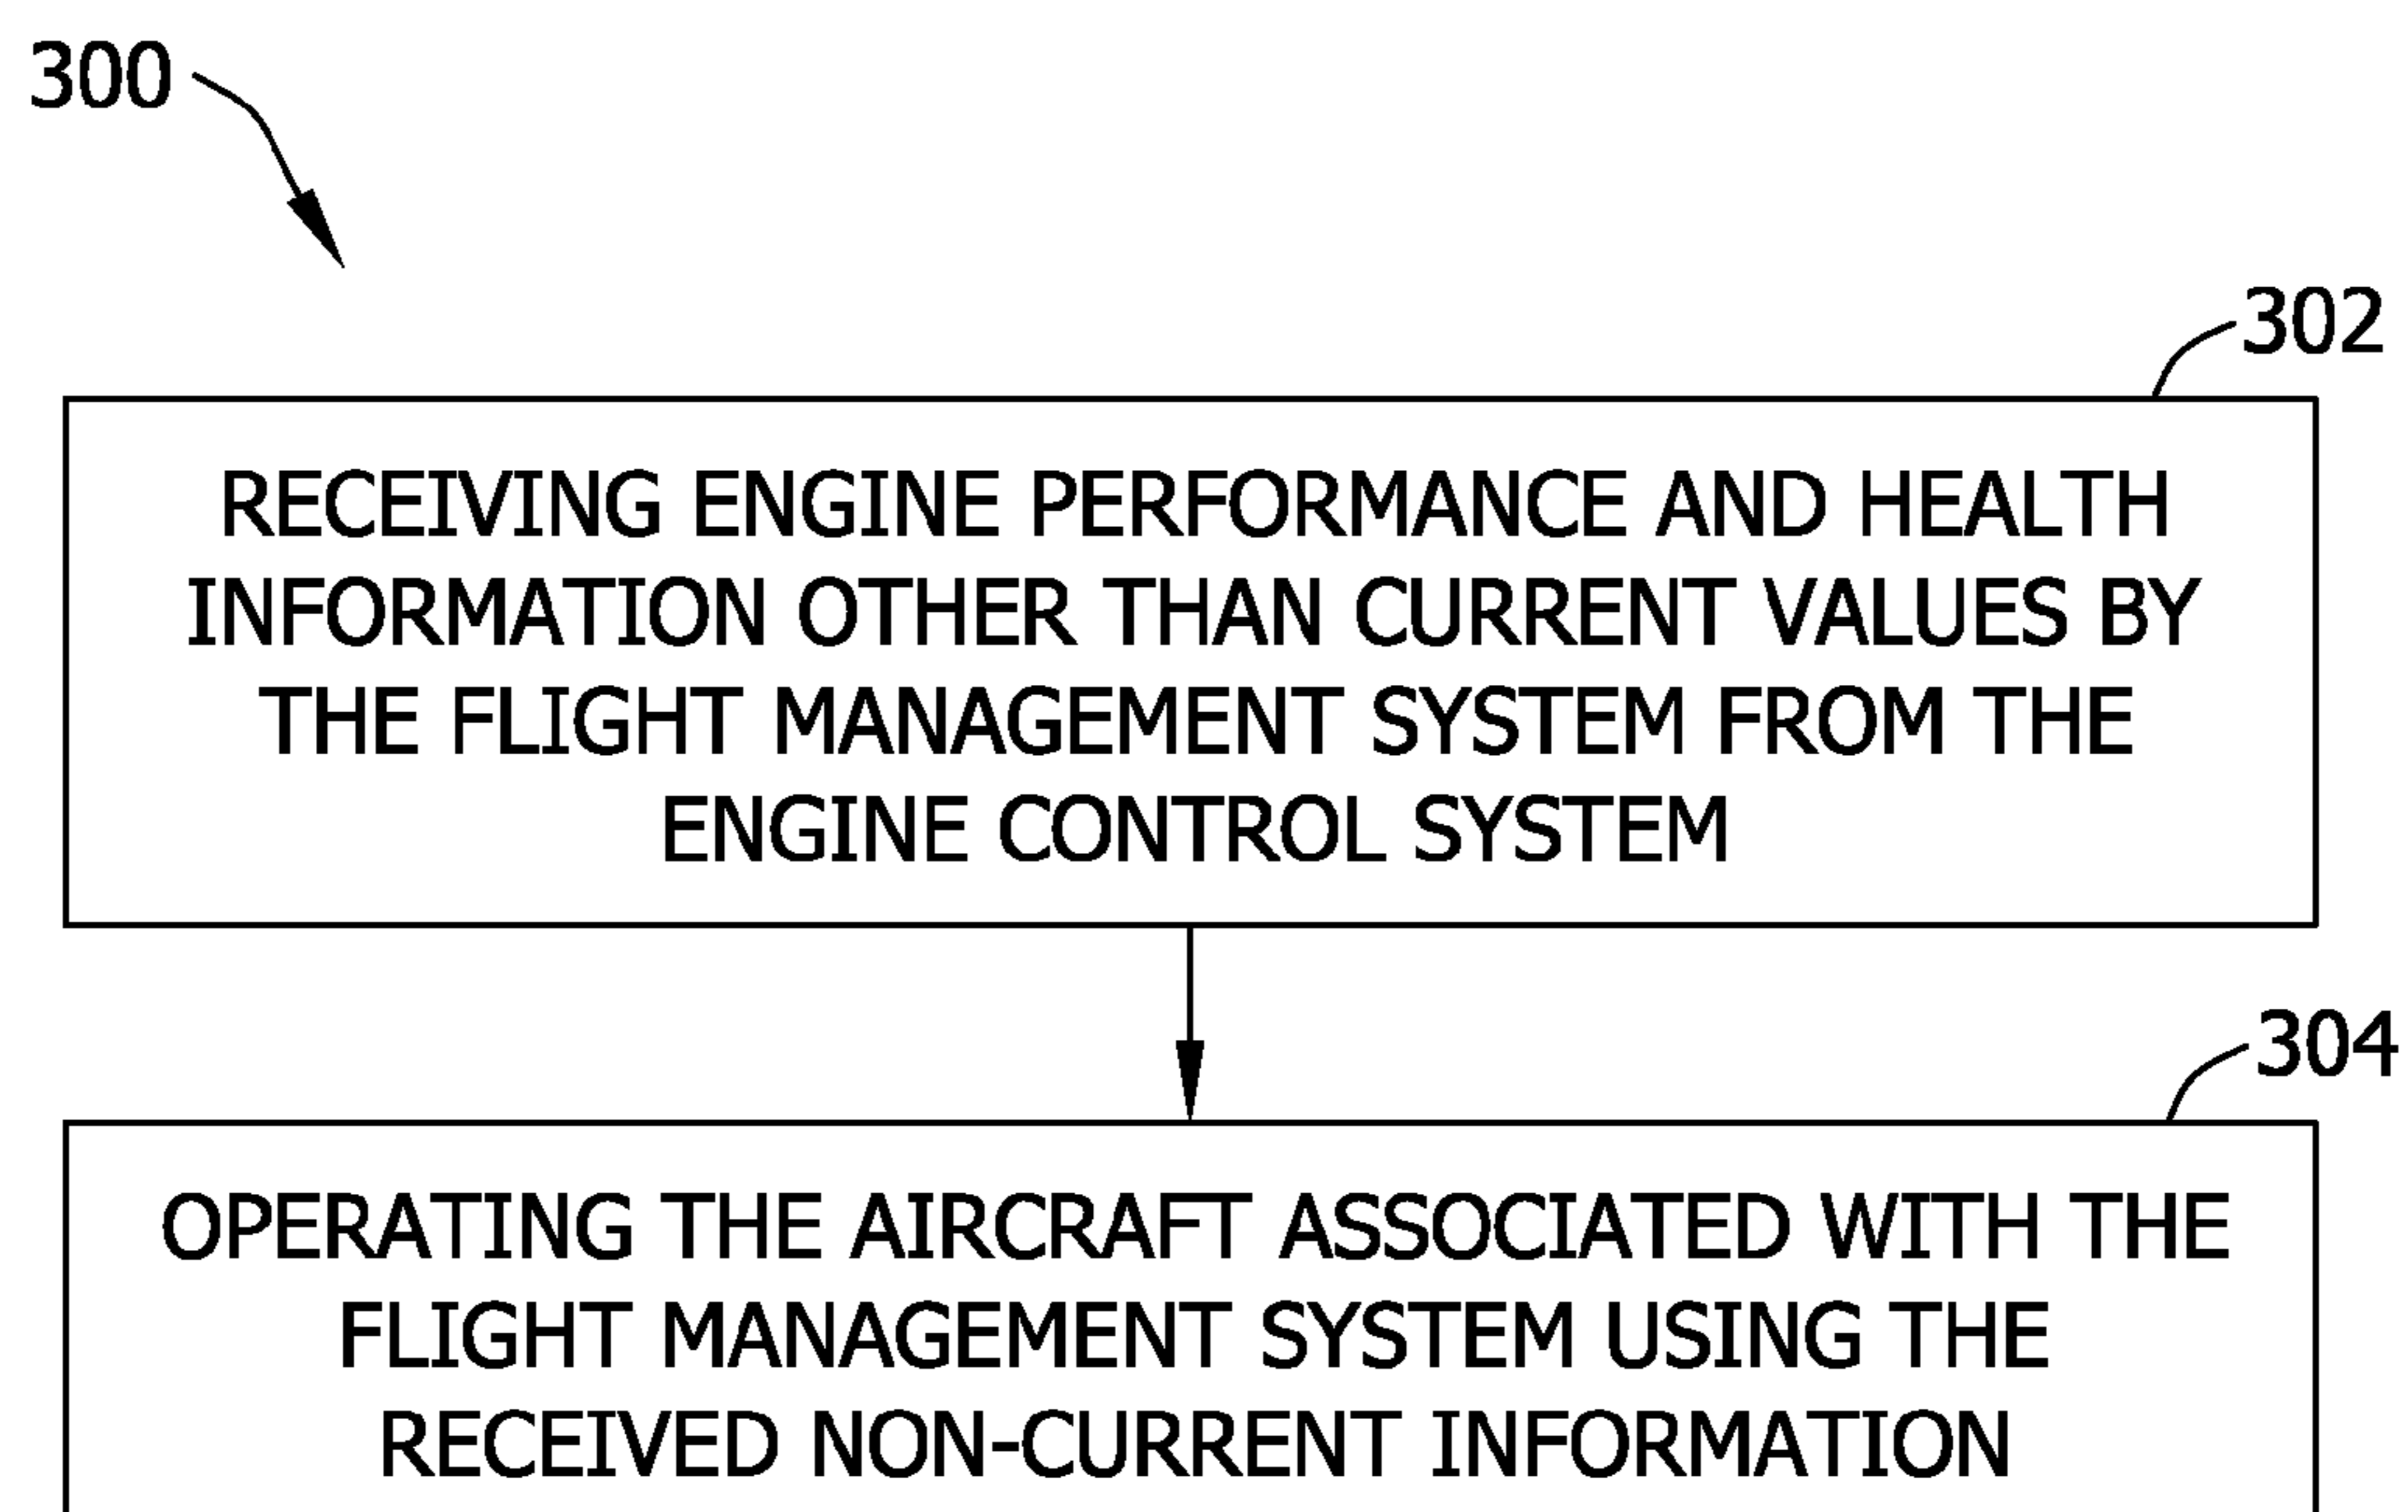 300
302
RECEIVING ENGINE PERFORMANCE AND HEALTH
INFORMATION OTHER THAN CURRENT VALUES BY
THE FLIGHT MANAGEMENT SYSTEM FROM THE
ENGINE CONTROL SYSTEM
304
OPERATING THE AIRCRAFT ASSOCIATED WITH THE
FLIGHT MANAGEMENT SYSTEM USING THE
RECEIVED NON-CURRENT INFORMATION